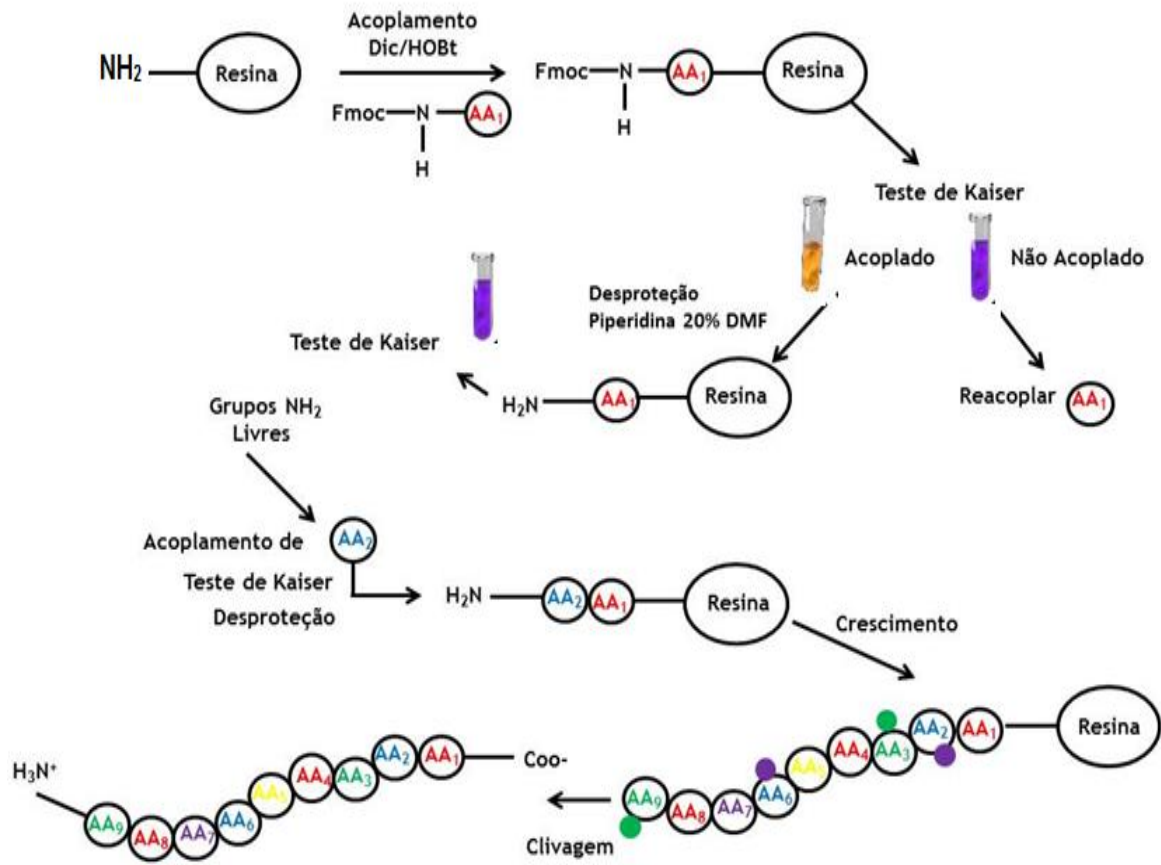 Acoplamento
Dic/HOBt
NH₂
Resina
Fmoc—N
H
AA₁
Fmoc—N
H
AA₁
Resina
Teste de Kaiser
Acoplado
Não Acoplado
Reacoplar AA₁
Desproteção
Piperidina 20% DMF
H₂N
AA₁
Resina
Teste de Kaiser
Grupos NH₂
Livres
Acoplamento de AA₂
Teste de Kaiser
Desproteção
H₂N
AA₂
AA₁
Resina
Crescimento
Resina
AA₁
AA₂
AA₃
AA₄
AA₅
AA₆
AA₇
AA₈
AA₉
Clivagem
H₃N⁺
AA₉
AA₈
AA₇
AA₆
AA₅
AA₄
AA₃
AA₂
AA₁
Coo-